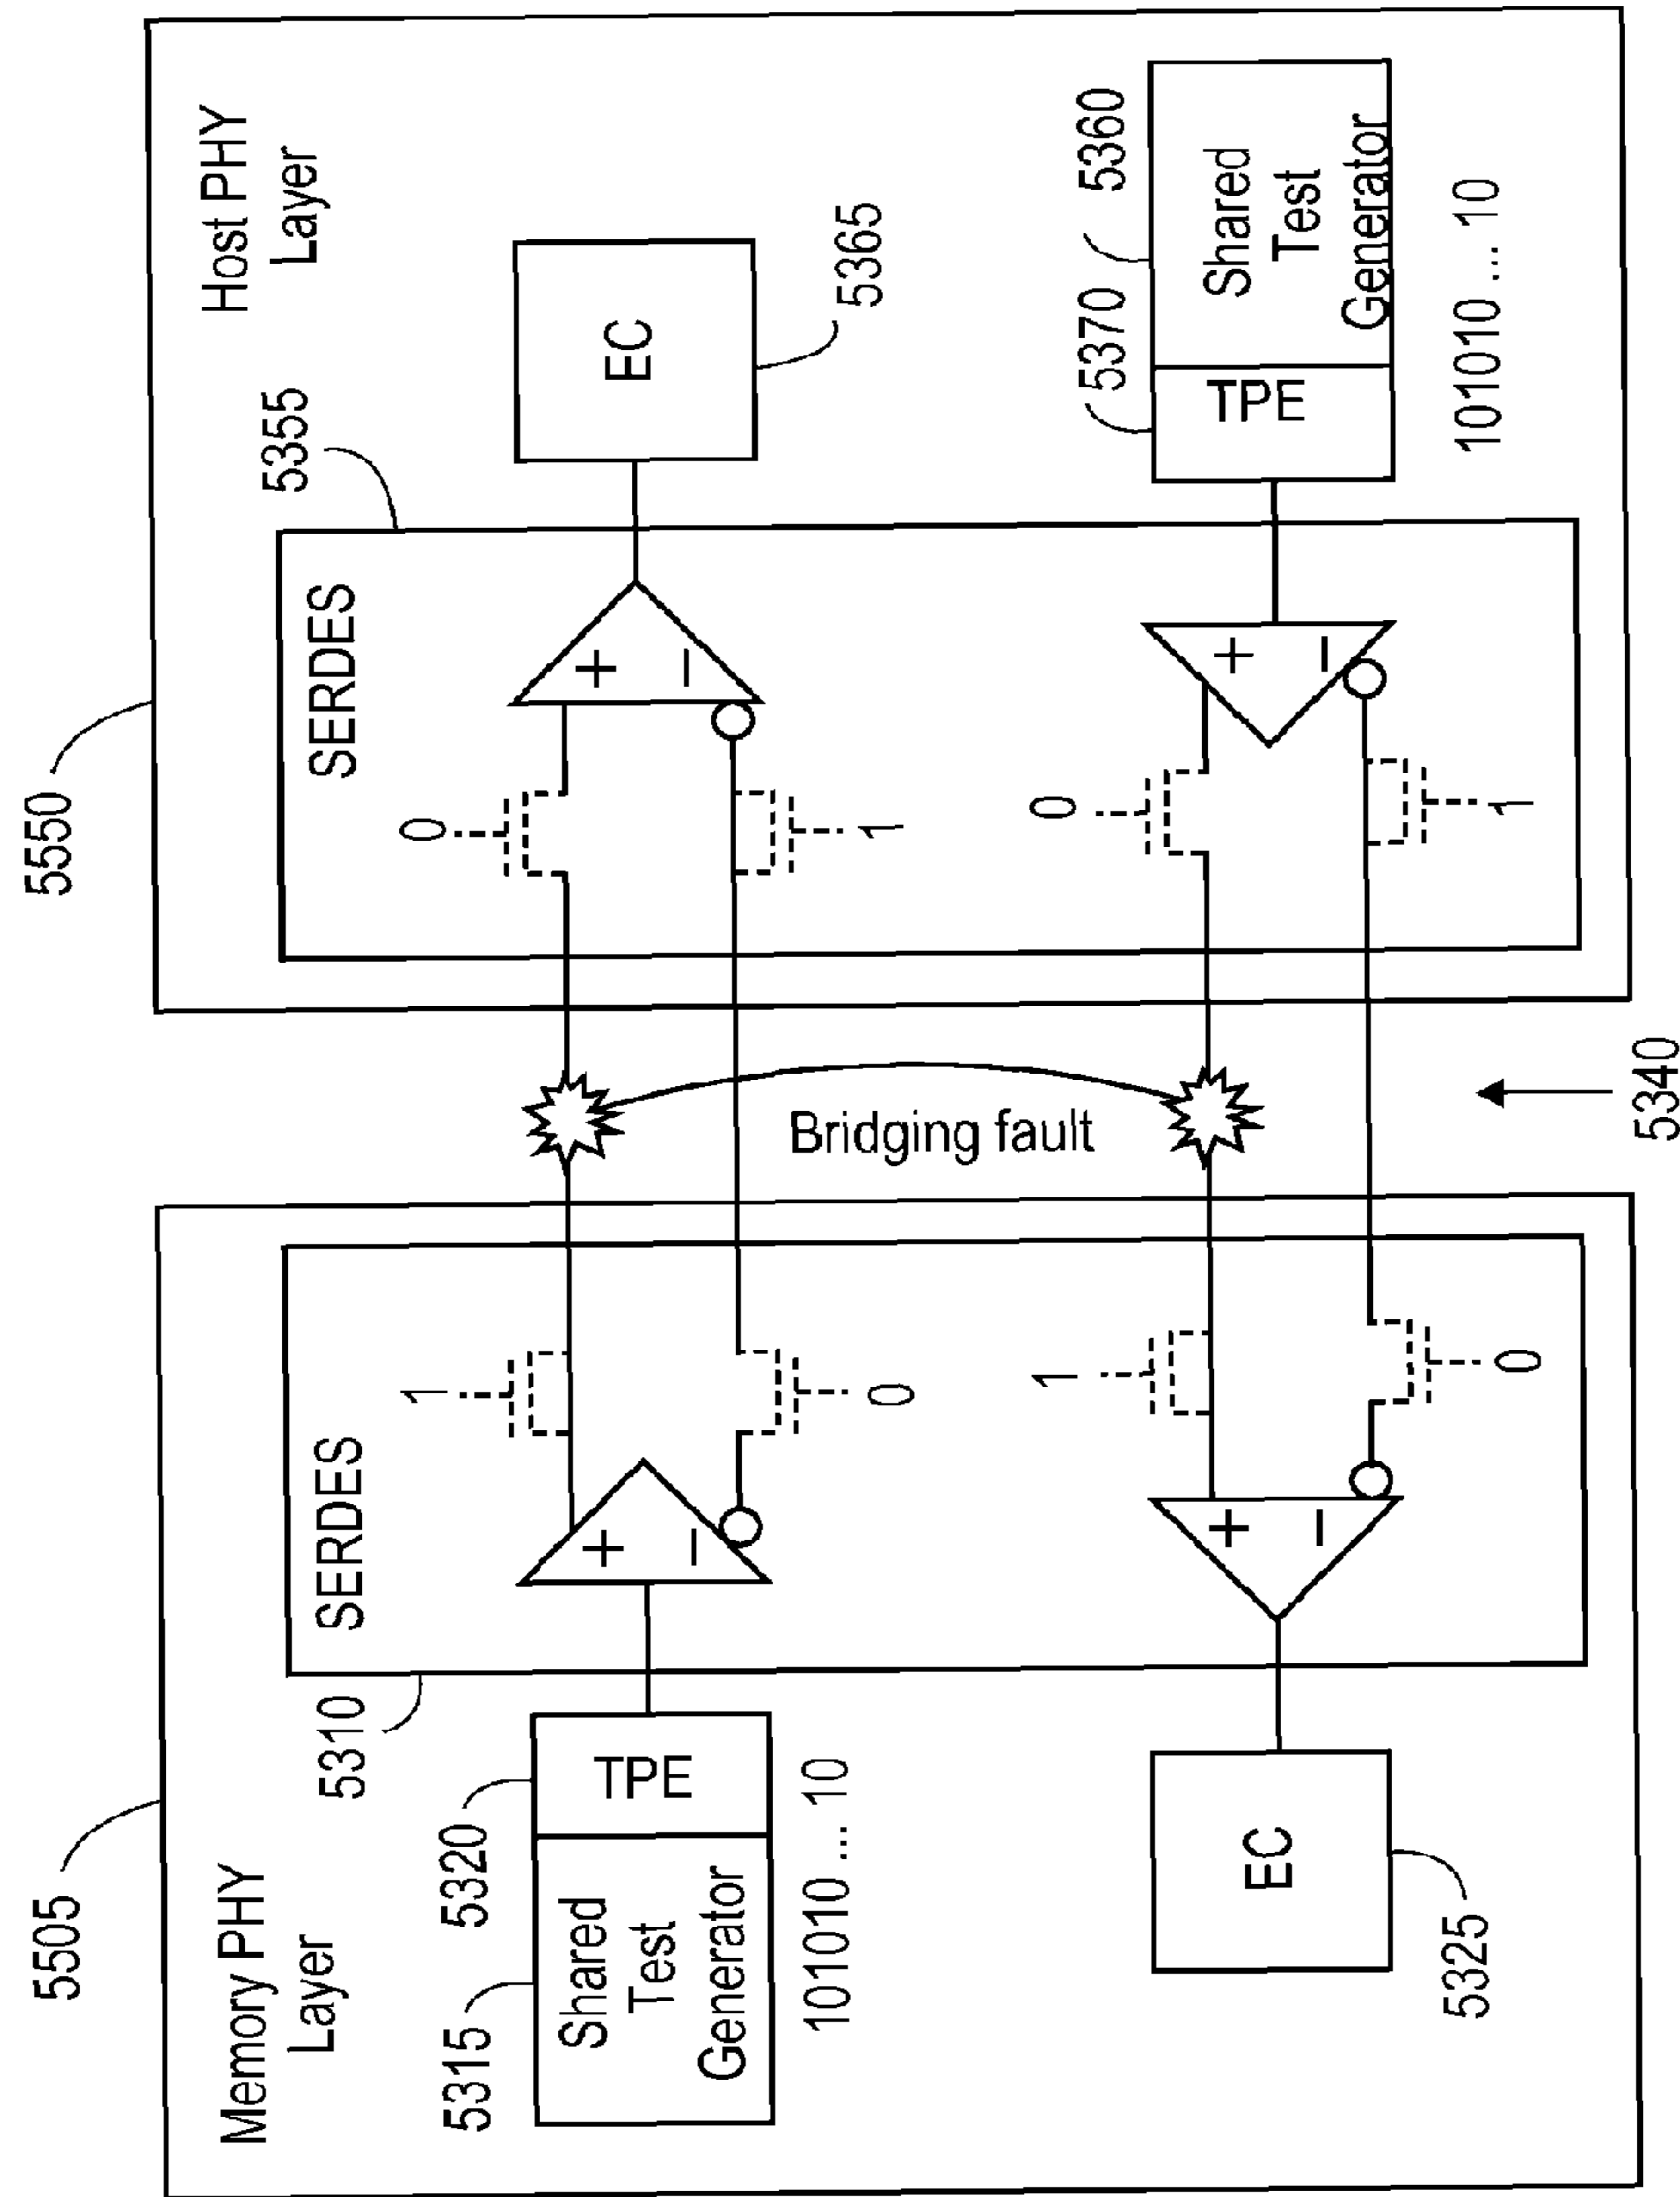 5505
Memory PHY
Layer
5310
SERDES
5315
5320
Shared
Test
Generator
TPE
101010 ... 10
+
–
1
0
EC
5325
+
–
1
0
Bridging fault
5340
5550
Host PHY
Layer
5355
SERDES
0
1
+
–
EC
5365
0
1
+
–
5370
5360
TPE
Shared
Test
Generator
101010 ... 10